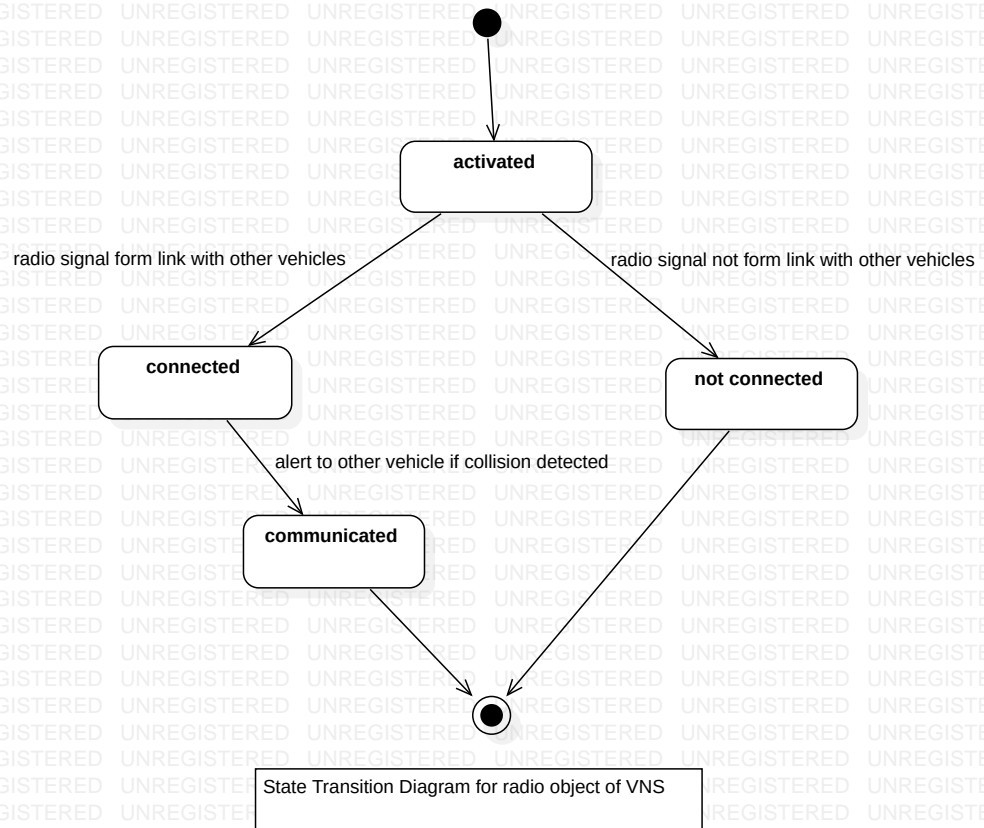 activated
radio signal form link with other vehicles
radio signal not form link with other vehicles
connected
not connected
alert to other vehicle if collision detected
communicated
State Transition Diagram for radio object of VNS
UNREGISTERED